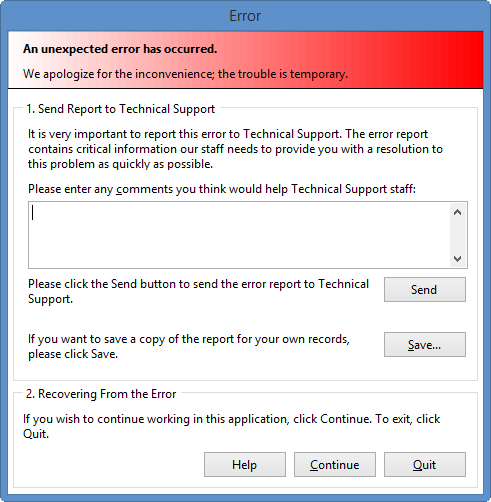 Error
An unexpected error has occurred.
We apologize for the inconvenience; the trouble is temporary.
1. Send Report to Technical Support
It is very important to report this error to Technical Support. The error report
contains critical information our staff needs to provide you with a resolution to
this problem as quickly as possible.
Please enter any comments you think would help Technical Support staff:
Please click the Send button to send the error report to Technical
Support.
Send
If you want to save a copy of the report for your own records,
please click Save.
Save...
2. Recovering From the Error
If you wish to continue working in this application, click Continue. To exit, click
Quit.
Help
Continue
Quit